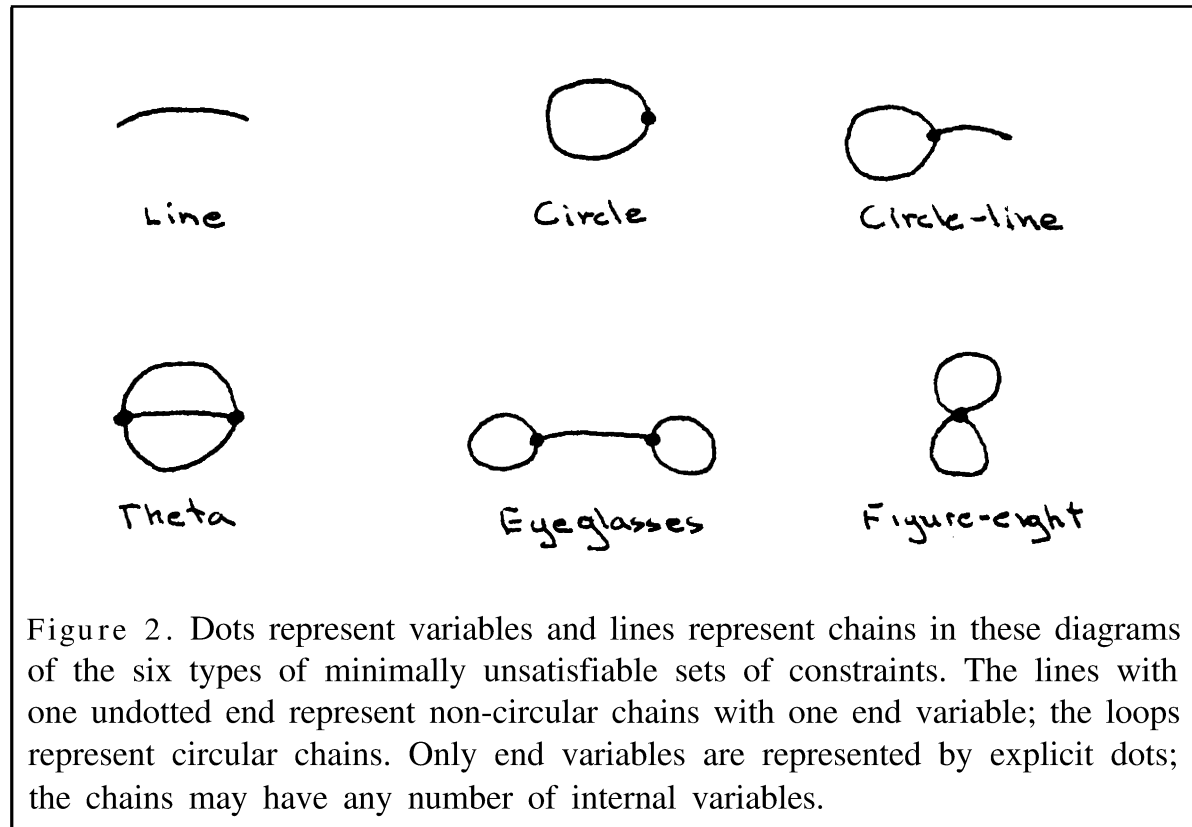 Line
Circle
Circle-line
Theta
Eyeglasses
Figure-eight
Figure 2. Dots represent variables and lines represent chains in these diagrams
of the six types of minimally unsatisfiable sets of constraints. The lines with
one undotted end represent non-circular chains with one end variable; the loops
represent circular chains. Only end variables are represented by explicit dots;
the chains may have any number of internal variables.